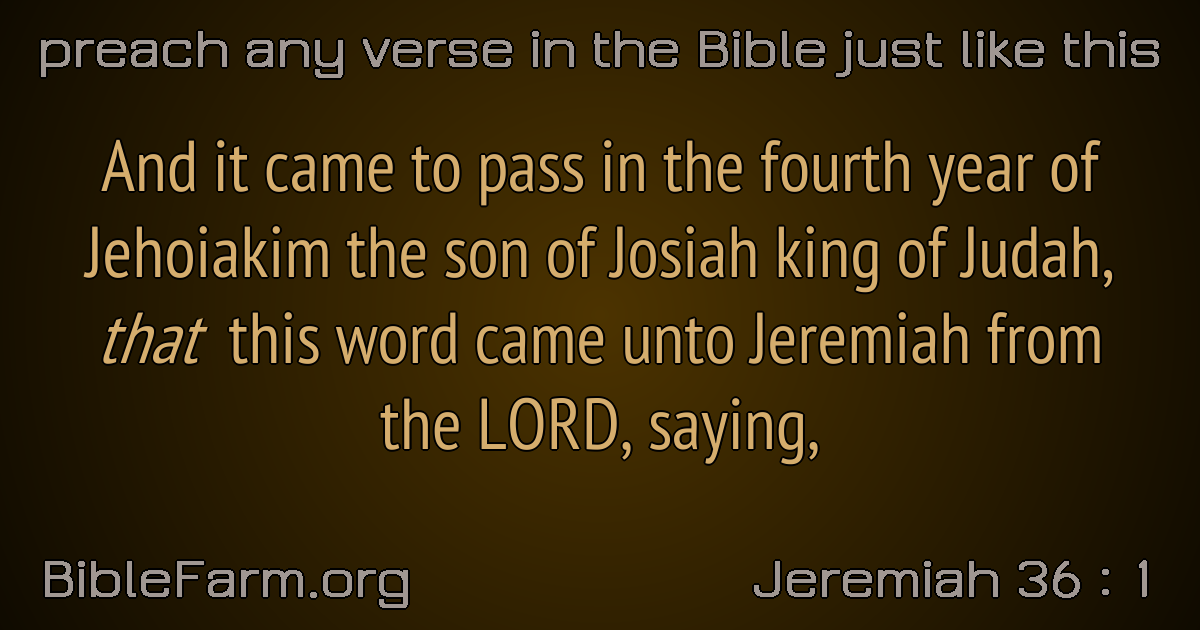 preach any verse in the Bible just like this
And it came to pass in the fourth year of
Jehoiakim the son of Josiah king of Judah,
that this word came unto Jeremiah from
the LORD, saying,
BibleFarm.org
Jeremiah 36 : 1